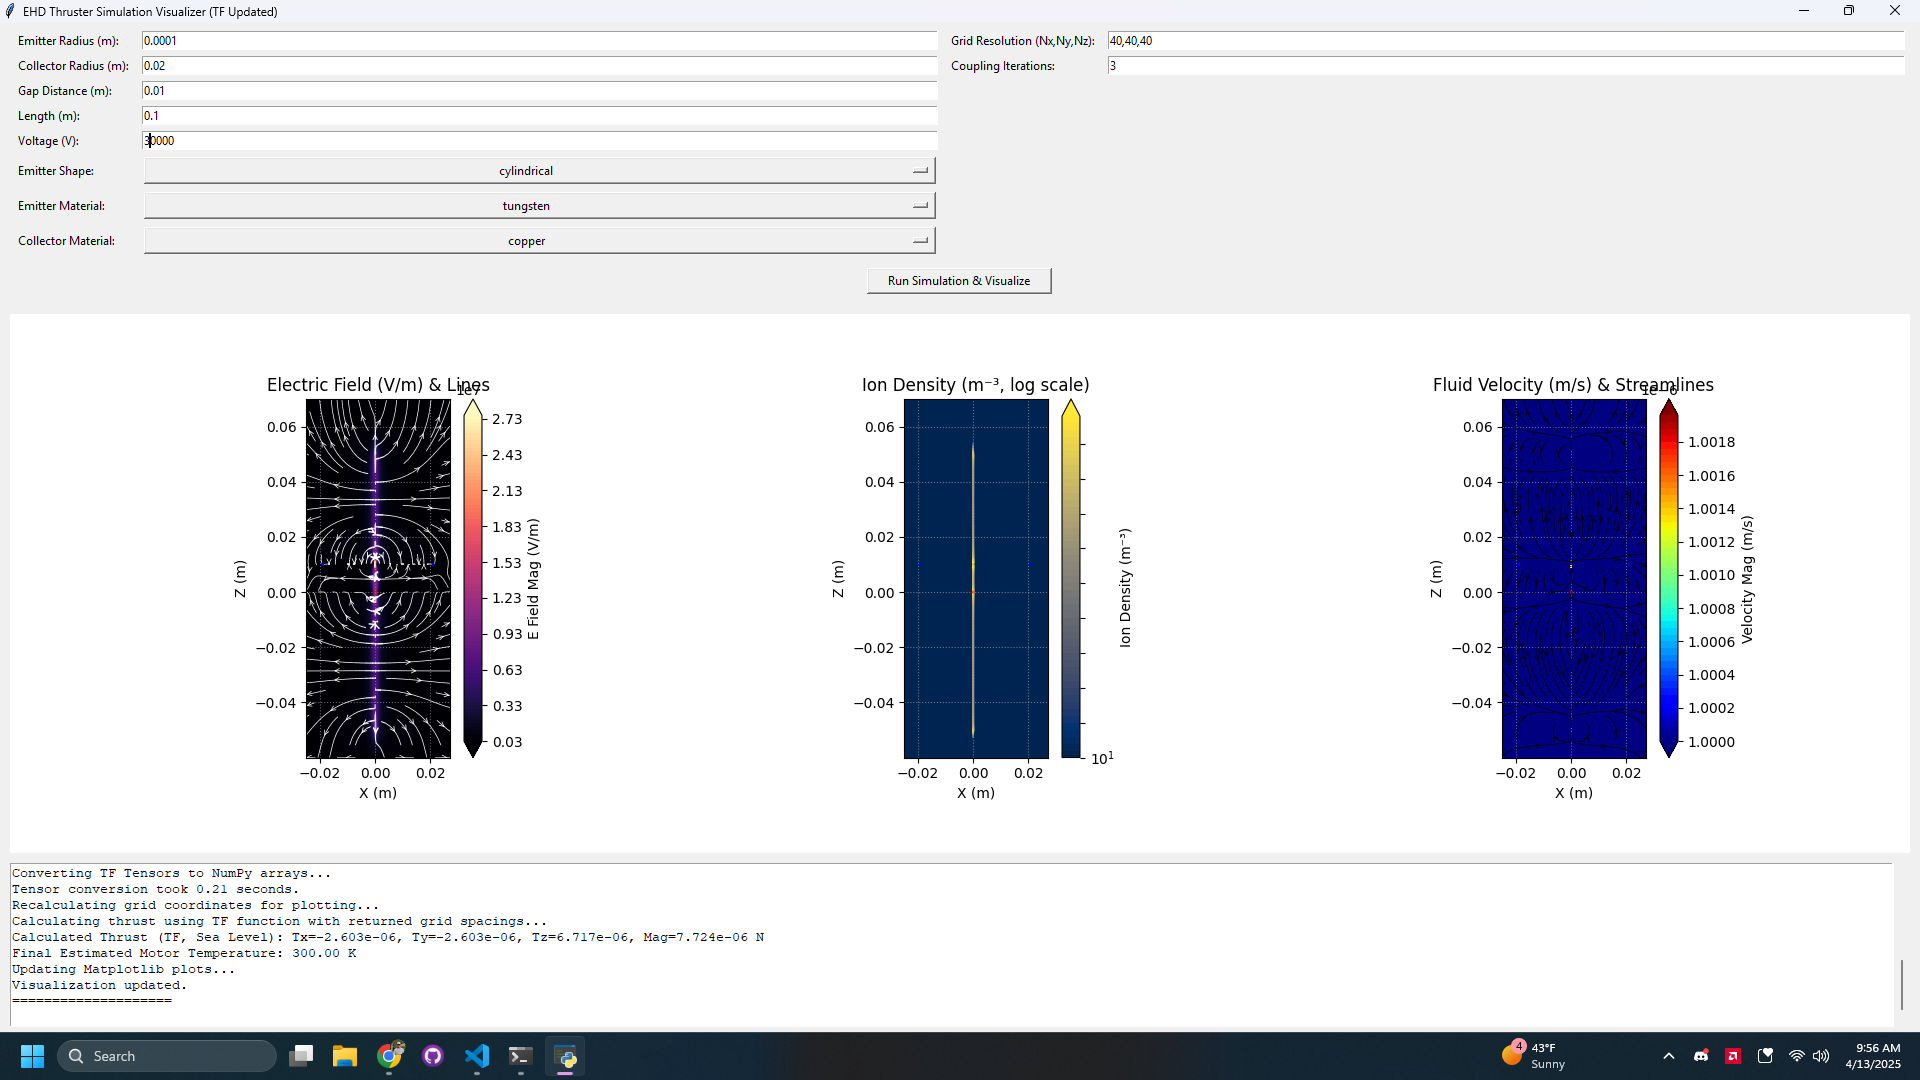 EHD Thruster Simulation Visualizer (TF Updated)
Emitter Radius (m): 0.0001
Grid Resolution (Nx,Ny,Nz): 40,40,40
Collector Radius (m): 0.02
Coupling Iterations: 3
Gap Distance (m): 0.01
Length (m): 0.1
Voltage (V): 30000
Emitter Shape: cylindrical
Emitter Material: tungsten
Collector Material: copper
Run Simulation & Visualize
Electric Field (V/m) & Lines
1e7
0.06
0.04
0.02
0.00
−0.02
−0.04
Z (m)
−0.02 0.00 0.02
X (m)
2.73
2.43
2.13
1.83
1.53
1.23
0.93
0.63
0.33
0.03
E Field Mag (V/m)
Ion Density (m⁻³, log scale)
0.06
0.04
0.02
0.00
−0.02
−0.04
Z (m)
−0.02 0.00 0.02
X (m)
10¹
Ion Density (m⁻³)
Fluid Velocity (m/s) & Streamlines
1e−6
0.06
0.04
0.02
0.00
−0.02
−0.04
Z (m)
−0.02 0.00 0.02
X (m)
1.0018
1.0016
1.0014
1.0012
1.0010
1.0008
1.0006
1.0004
1.0002
1.0000
Velocity Mag (m/s)
Converting TF Tensors to NumPy arrays...
Tensor conversion took 0.21 seconds.
Recalculating grid coordinates for plotting...
Calculating thrust using TF function with returned grid spacings...
Calculated Thrust (TF, Sea Level): Tx=-2.603e-06, Ty=-2.603e-06, Tz=6.717e-06, Mag=7.724e-06 N
Final Estimated Motor Temperature: 300.00 K
Updating Matplotlib plots...
Visualization updated.
====================
Search
4
43°F
Sunny
9:56 AM
4/13/2025